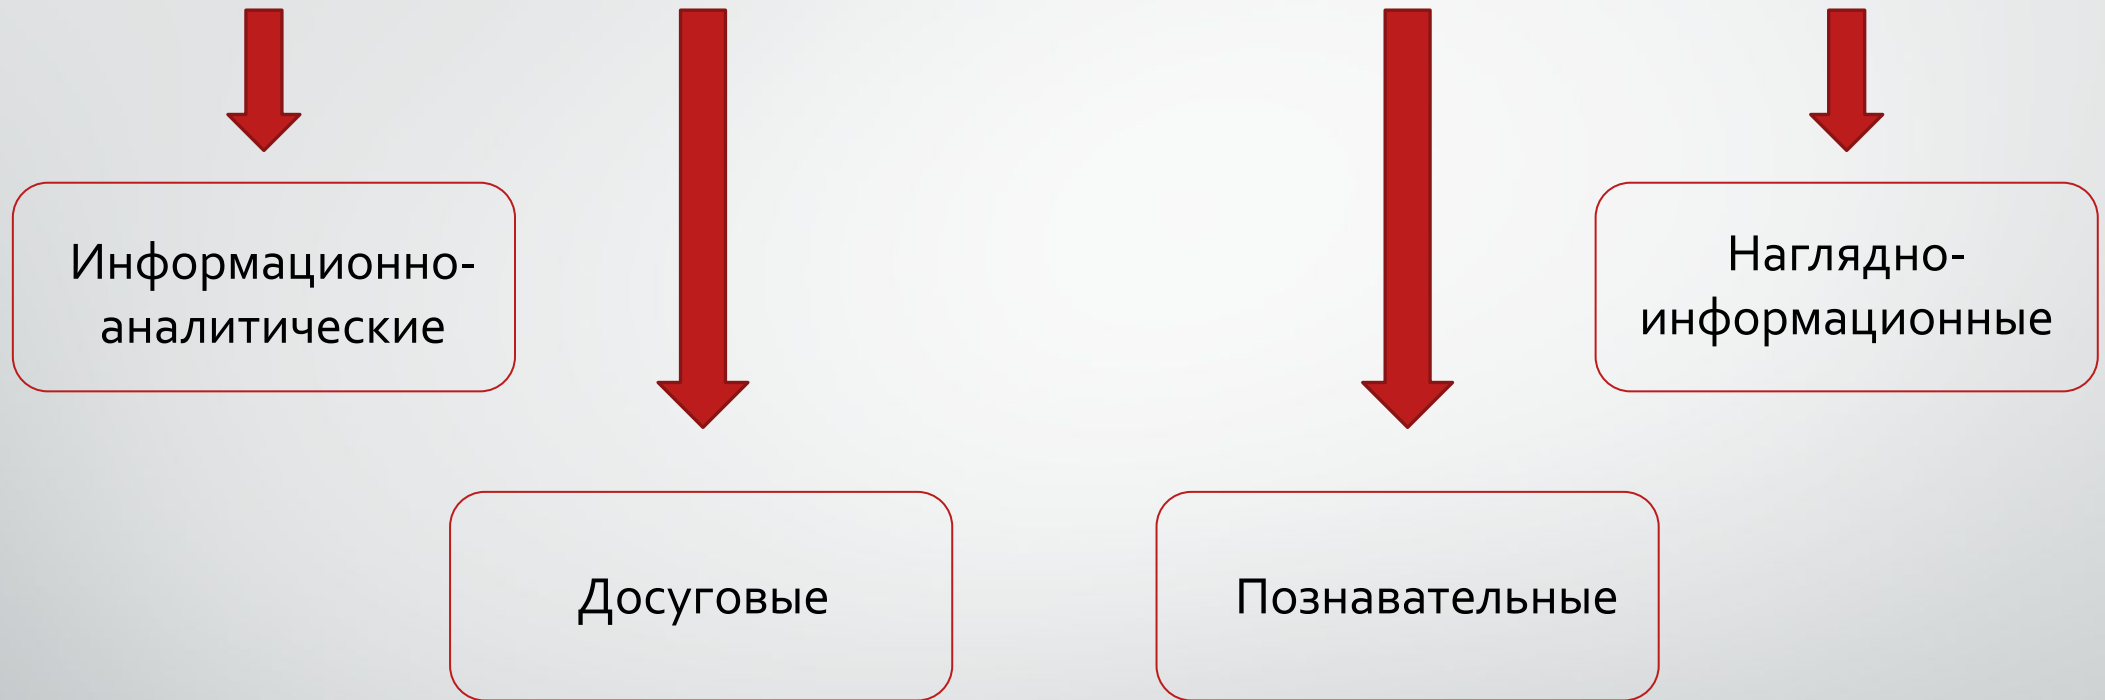 Информационно-
аналитические
Наглядно-
информационные
Досуговые
Познавательные